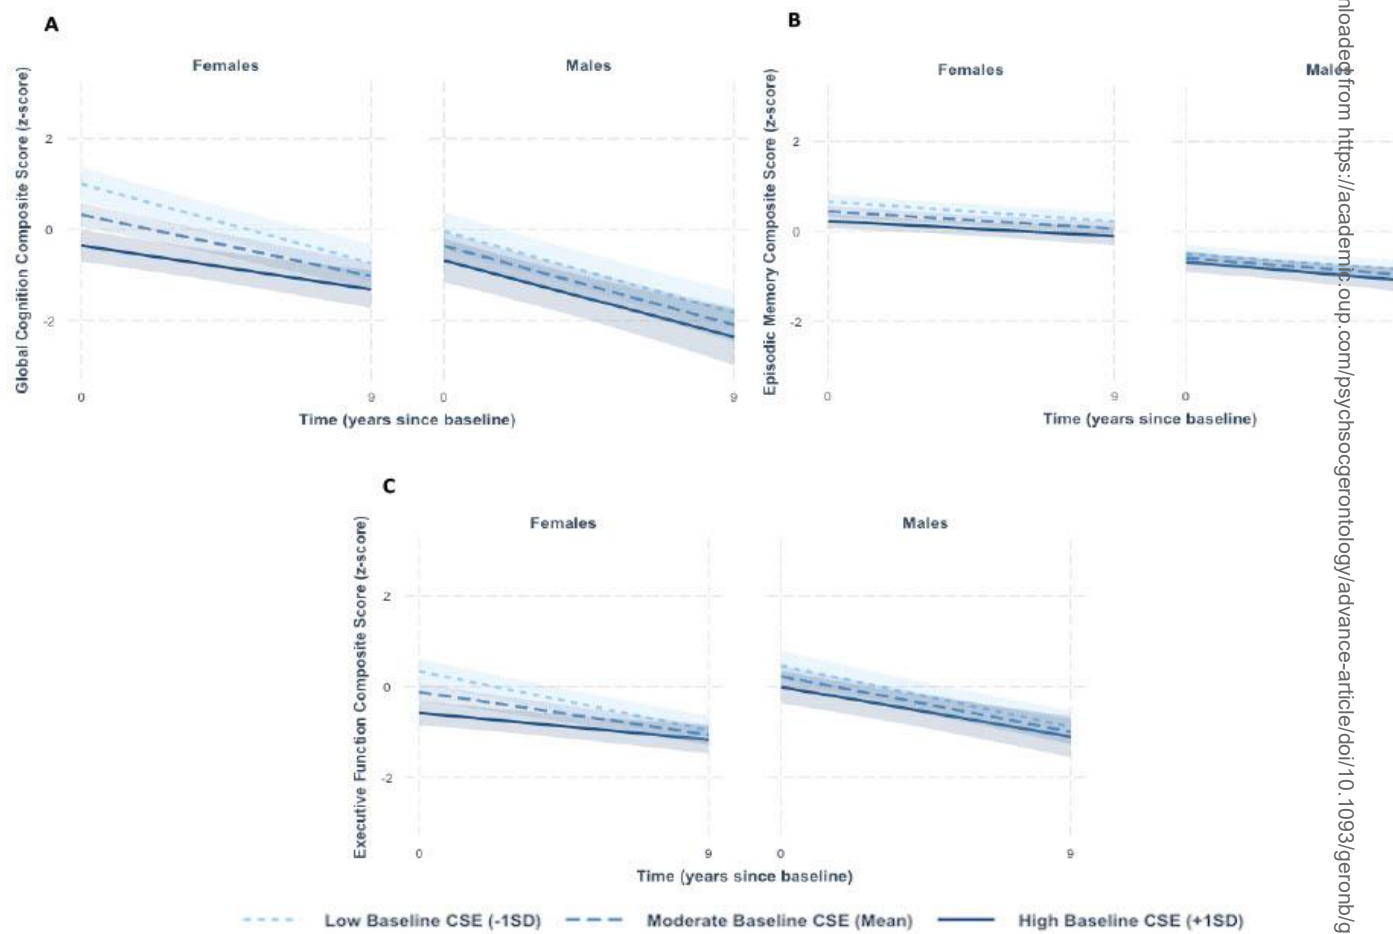 A
Females
Males
Global Cognition Composite Score (z-score)
2
0
-2
0
9
0
9
Time (years since baseline)
B
Females
Males
Episodic Memory Composite Score (z-score)
2
0
-2
0
9
0
Time (years since baseline)
C
Females
Males
Executive Function Composite Score (z-score)
2
0
-2
0
9
0
9
Time (years since baseline)
Low Baseline CSE (-1SD)
Moderate Baseline CSE (Mean)
High Baseline CSE (+1SD)
nloaded from https://academic.oup.com/psychsocgerontology/advance-article/doi/10.1093/geronb/g